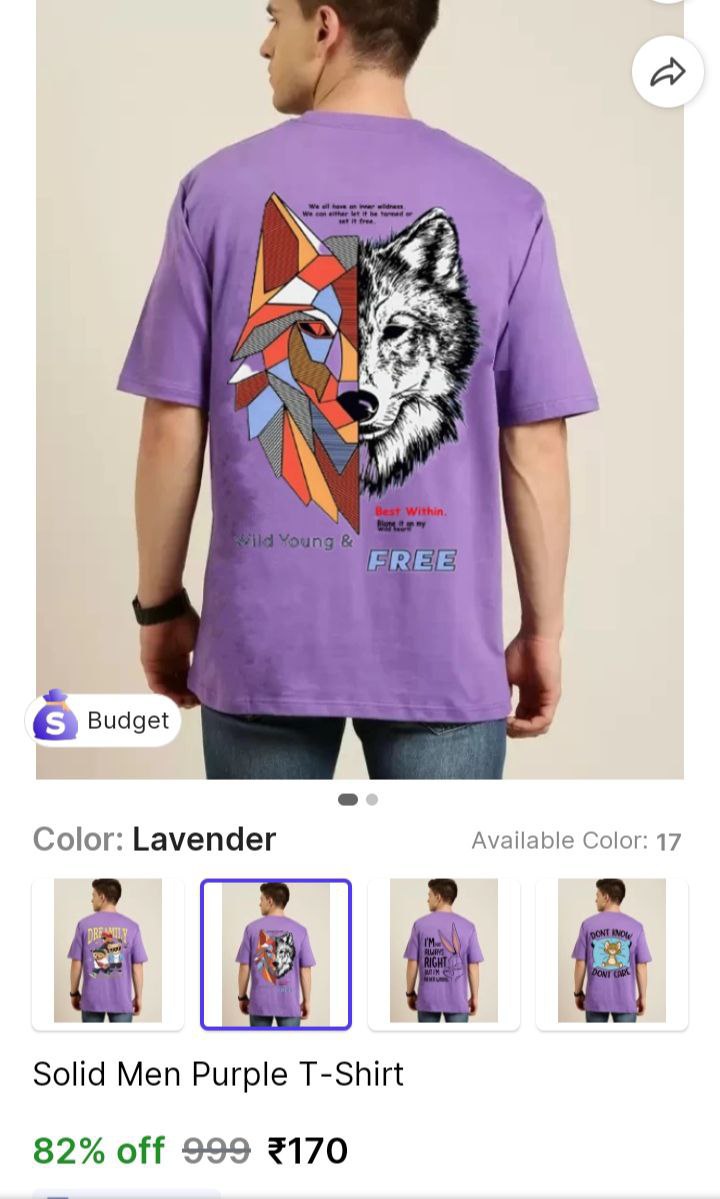 We all have an inner wildness
We can either let it be tanned or
set it free.
Best Within.
Blame it on my
wild heart
Wild Young &
FREE
S Budget
Color: Lavender
Available Color: 17
DREAMILY
I'M
ALWAYS
RIGHT
BUT I'M
DONT KNOW
DONT CARE
Solid Men Purple T-Shirt
82% off 999 ₹170